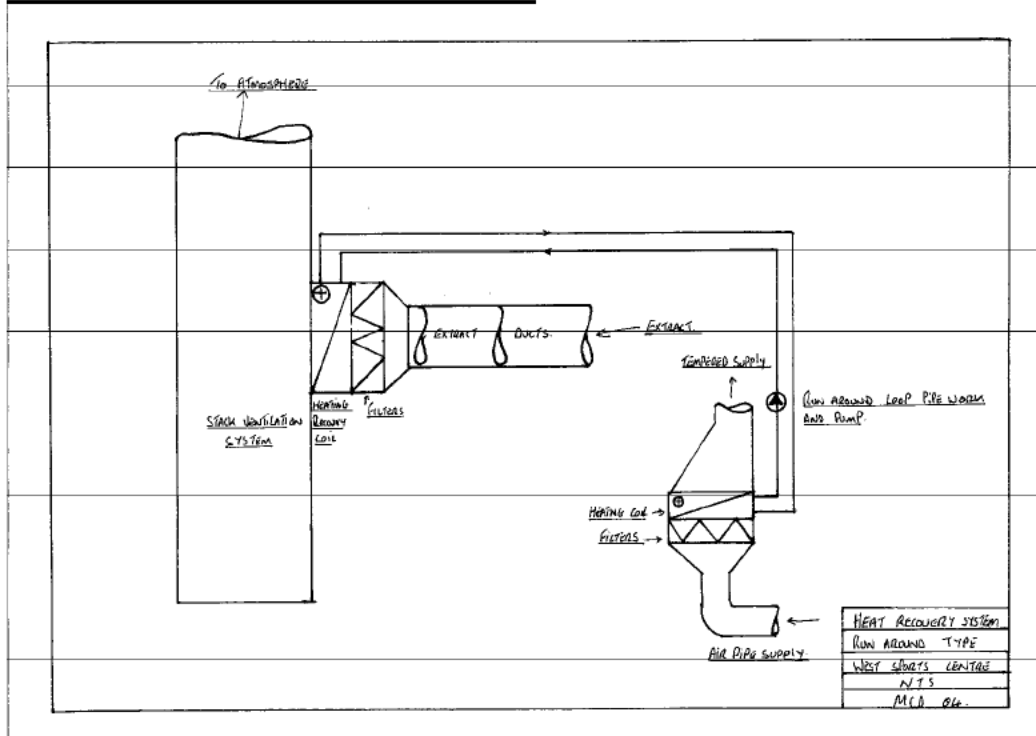 To ATMOSPHERE
EXTRACT DUCTS.
EXTRACT.
TEMPERED SUPPLY
STACK VENTILATION
SYSTEM
HEATING
RECOVERY
COIL
FILTERS
RUN AROUND LOOP PIPE WORK
AND PUMP.
HEATING COIL
FILTERS
AIR PIPE SUPPLY.
HEAT RECOVERY SYSTEM
RUN AROUND TYPE
WEST SPORTS CENTRE
NTS
MCD 04.